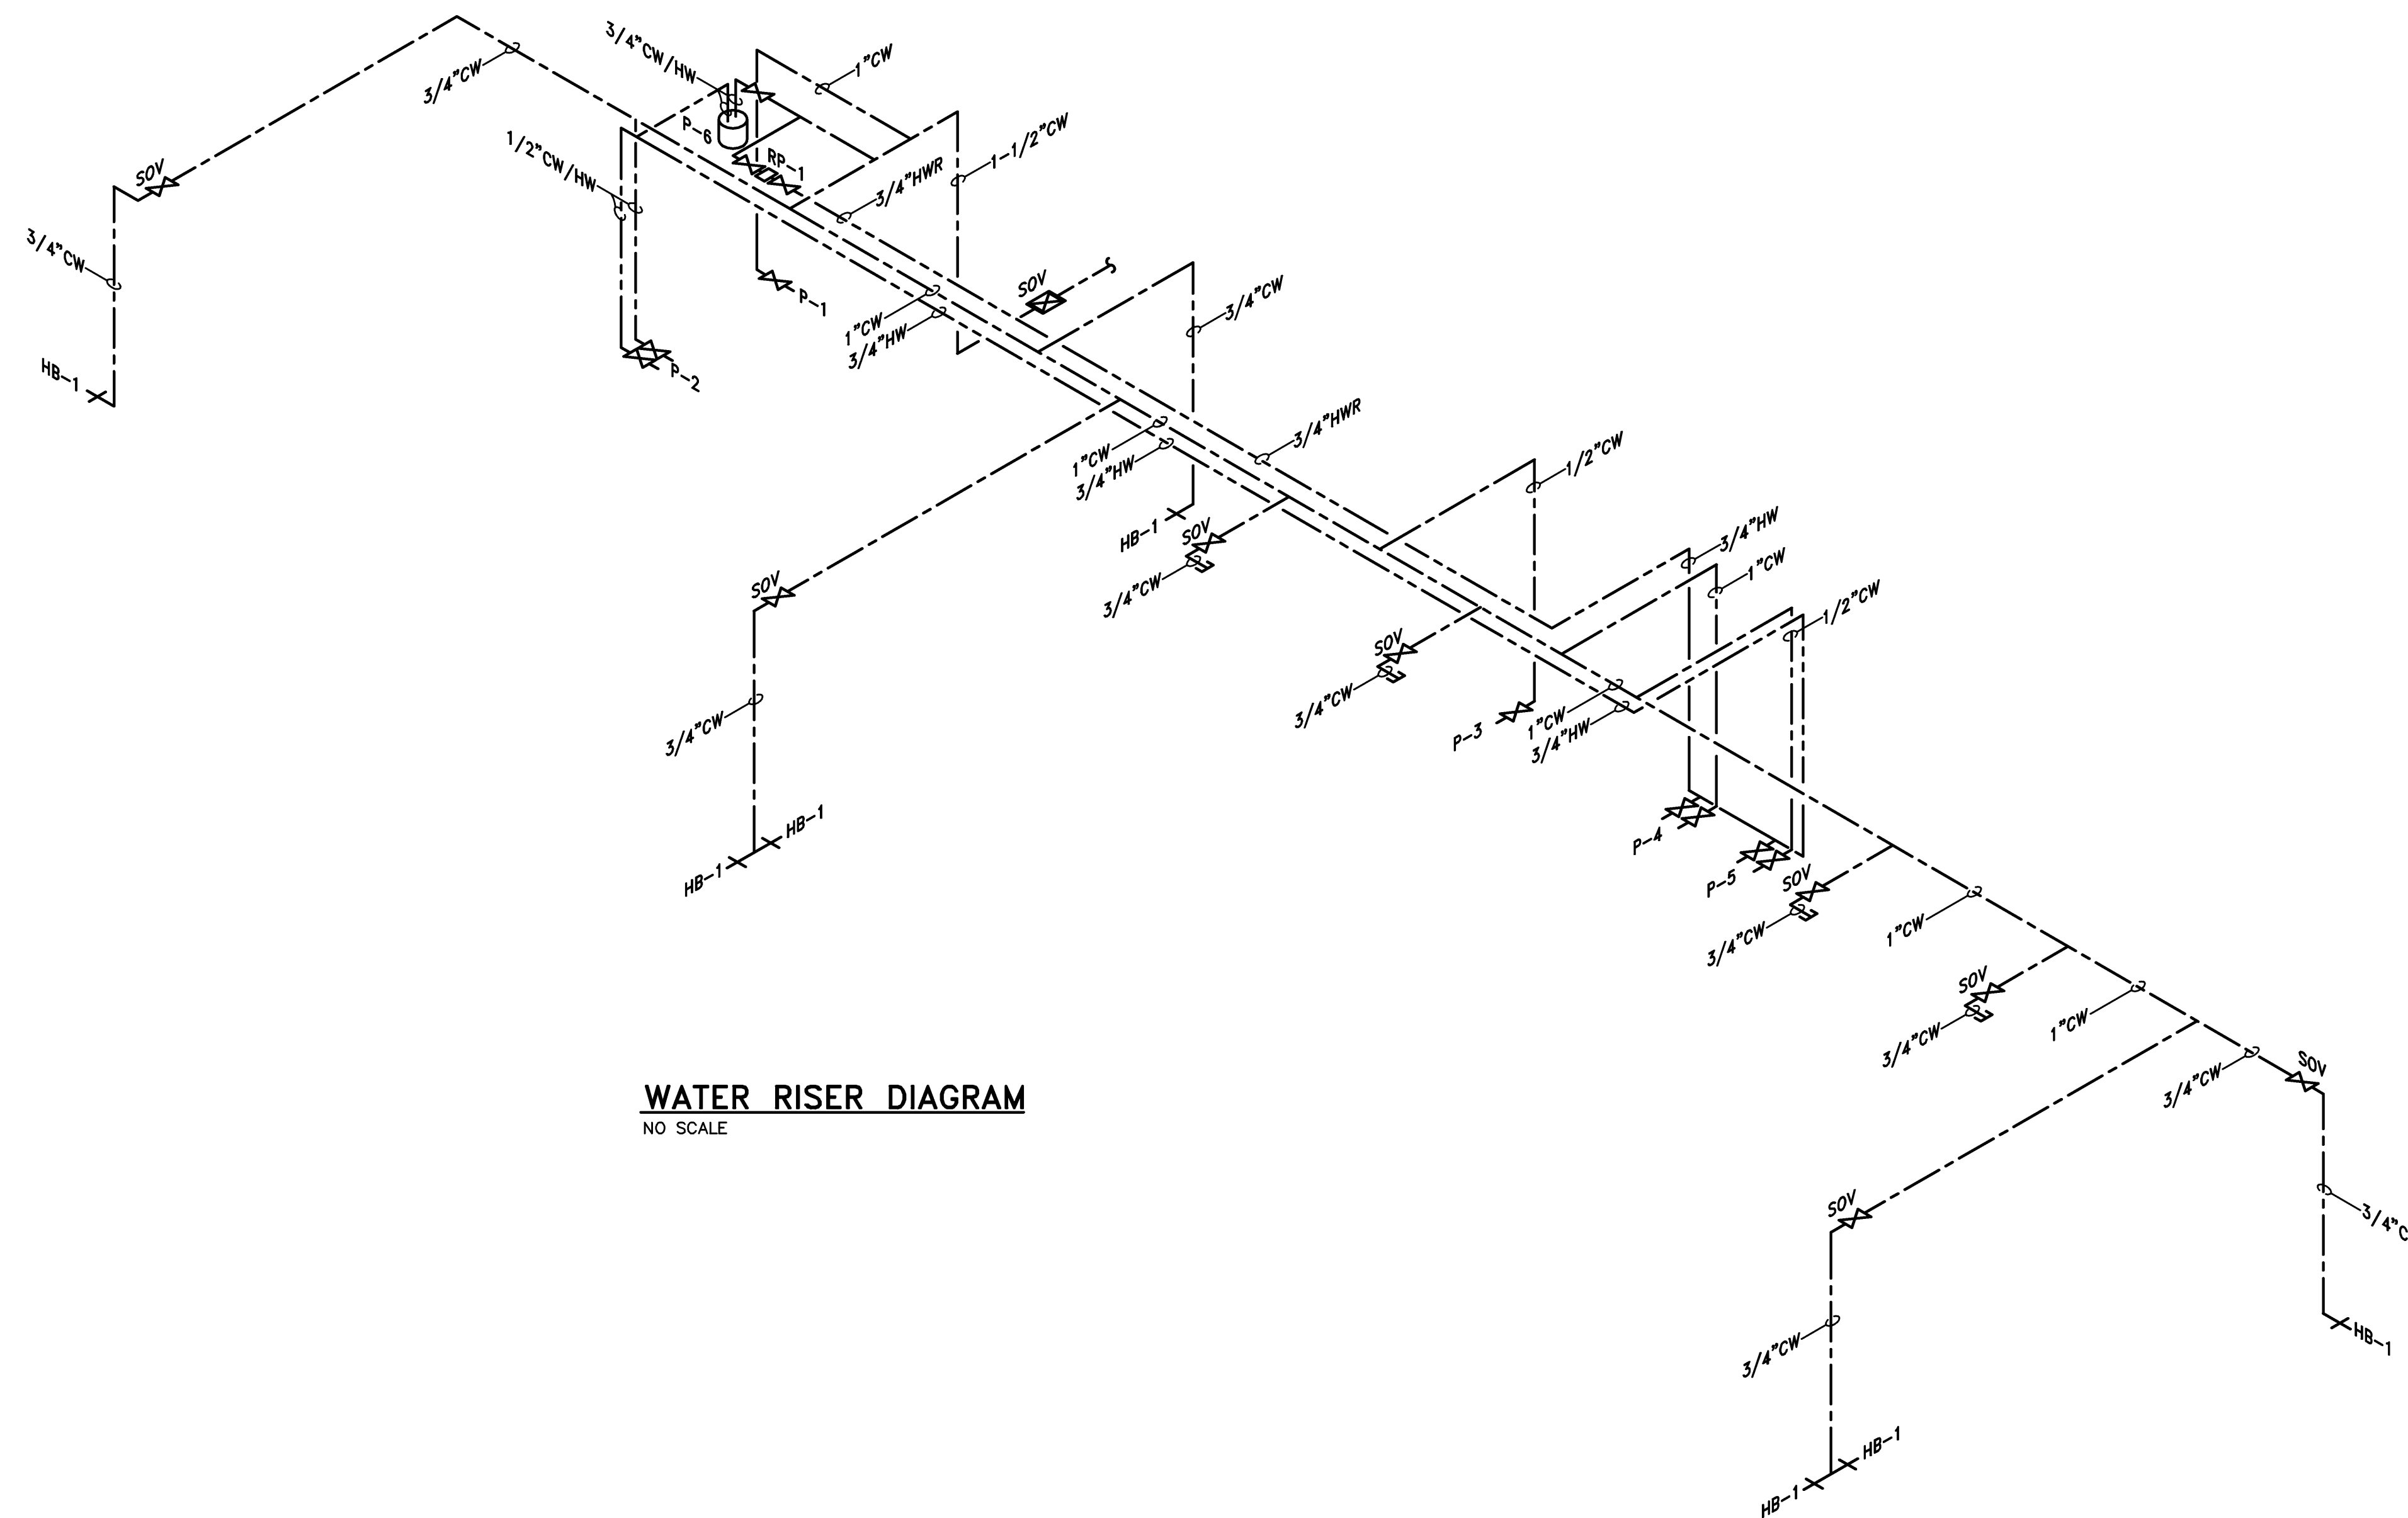 3/4"CW
3/4"CW/HW
1"CW
P-6
RP-1
1/2"CW/HW
1-1/2"CW
3/4"HWR
SOV
3/4"CW
HB-1
P-1
P-2
SOV
3/4"CW
1"CW
3/4"HW
3/4"HWR
1/2"CW
1"CW
3/4"HW
HB-1
SOV
3/4"CW
3/4"HW
1"CW
1/2"CW
SOV
3/4"CW
SOV
3/4"CW
P-3
1"CW
3/4"HW
HB-1
HB-1
P-4
P-5
SOV
3/4"CW
1"CW
SOV
3/4"CW
1"CW
3/4"CW
SOV
WATER RISER DIAGRAM
NO SCALE
SOV
3/4"C
3/4"CW
HB-1
HB-1
HB-1